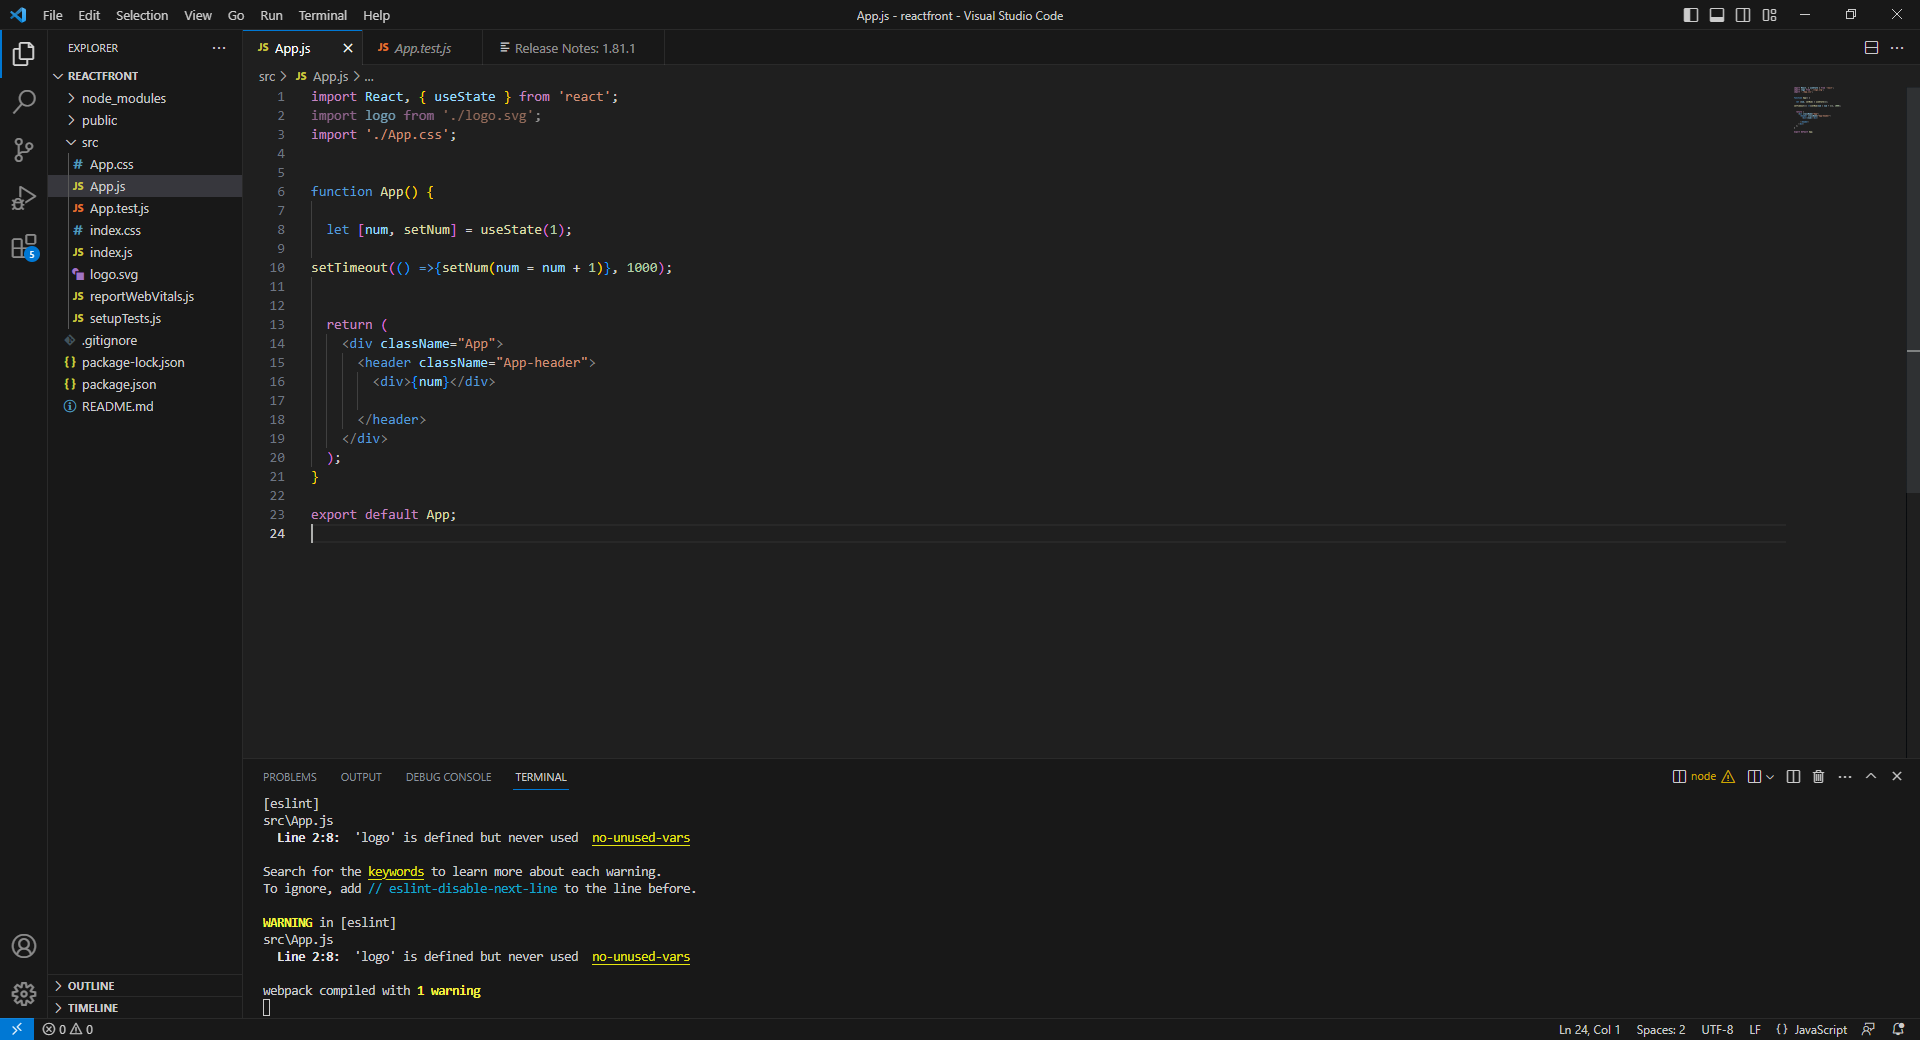 File Edit Selection View Go Run Terminal Help
App.js - reactfront - Visual Studio Code
EXPLORER
REACTFRONT
node_modules
public
src
# App.css
JS App.js
JS App.test.js
# index.css
JS index.js
logo.svg
JS reportWebVitals.js
JS setupTests.js
.gitignore
{} package-lock.json
{} package.json
README.md
OUTLINE
TIMELINE
5
JS App.js JS App.test.js Release Notes: 1.81.1
src > JS App.js > ...
1 import React, { useState } from 'react';
2 import logo from './logo.svg';
3 import './App.css';
4
5
6 function App() {
7
8 let [num, setNum] = useState(1);
9
10 setTimeout(() =>{setNum(num = num + 1)}, 1000);
11
12
13 return (
14 <div className="App">
15 <header className="App-header">
16 <div>{num}</div>
17
18 </header>
19 </div>
20 );
21 }
22
23 export default App;
24
PROBLEMS OUTPUT DEBUG CONSOLE TERMINAL
node
[eslint]
src\App.js
Line 2:8: 'logo' is defined but never used no-unused-vars
Search for the keywords to learn more about each warning.
To ignore, add // eslint-disable-next-line to the line before.
WARNING in [eslint]
src\App.js
Line 2:8: 'logo' is defined but never used no-unused-vars
webpack compiled with 1 warning
0 0
Ln 24, Col 1 Spaces: 2 UTF-8 LF {} JavaScript